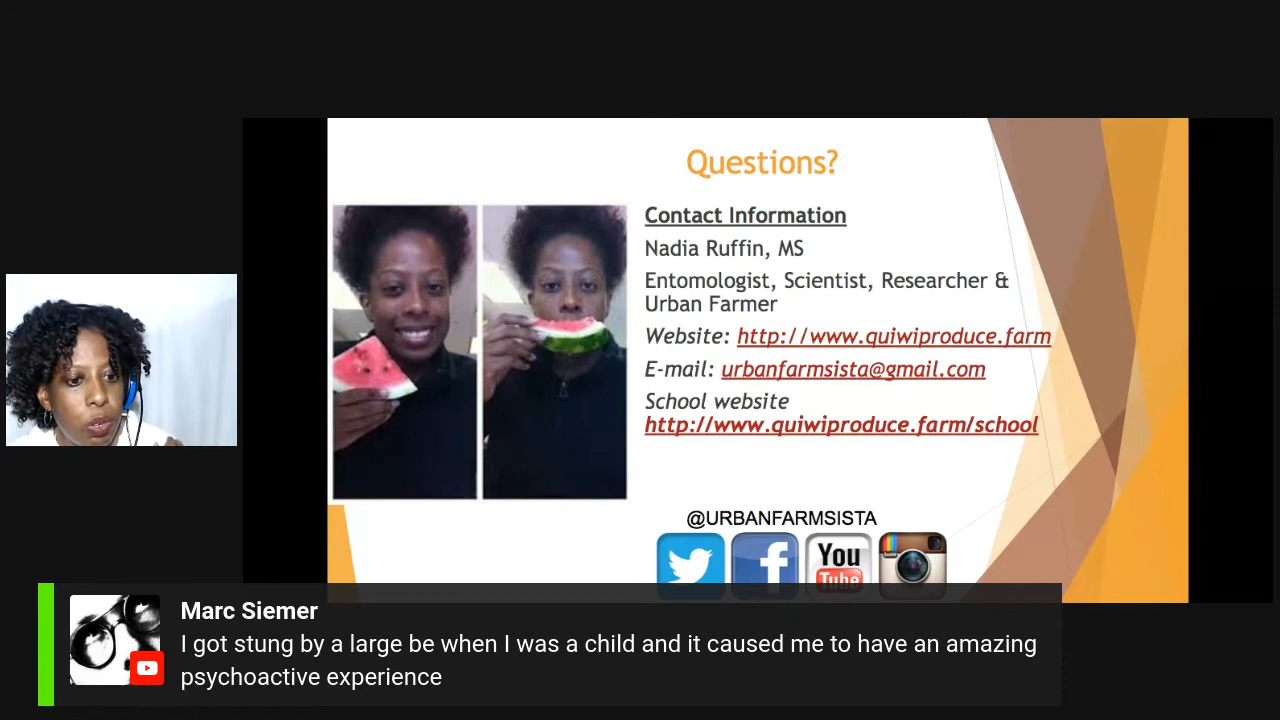 Questions?
Contact Information
Nadia Ruffin, MS
Entomologist, Scientist, Researcher &
Urban Farmer
Website: http://www.quiwiproduce.farm
E-mail: urbanfarmsista@gmail.com
School website
http://www.quiwiproduce.farm/school
@URBANFARMSISTA
You
Tube
Marc Siemer
I got stung by a large be when I was a child and it caused me to have an amazing
psychoactive experience